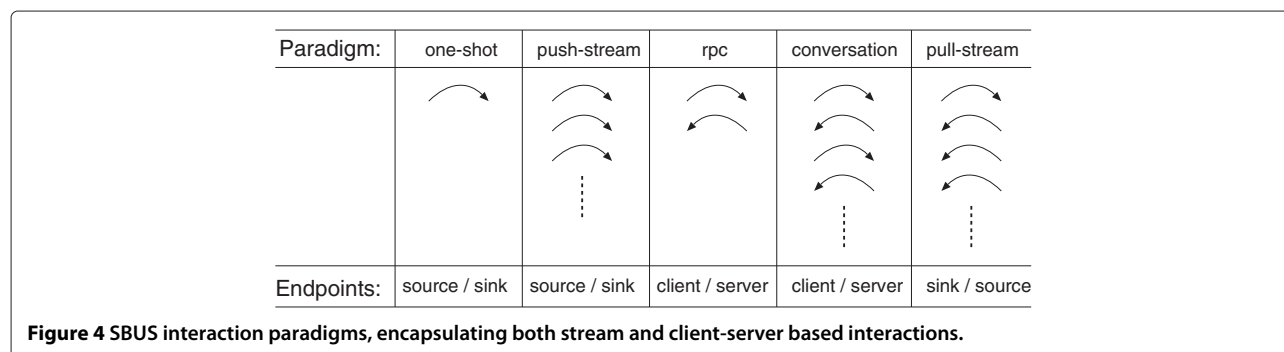 Paradigm: one-shot push-stream rpc conversation pull-stream
Endpoints: source / sink source / sink client / server client / server sink / source
Figure 4 SBUS interaction paradigms, encapsulating both stream and client-server based interactions.